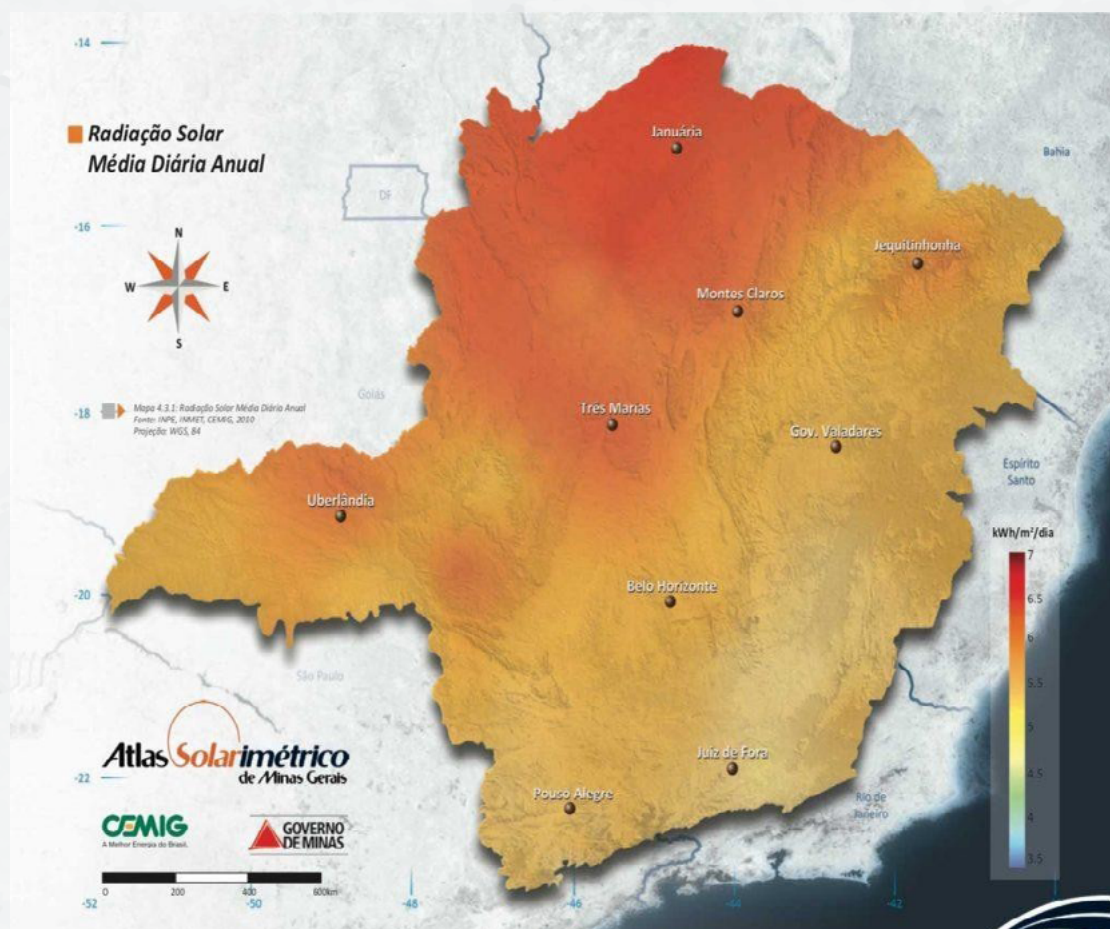 -14
Januária
Radiação Solar
Média Diária Anual
Bahia
DF
-16
N
W E
S
Jequitinhonha
Montes Claros
Goiás
Mapa 4.3.1: Radiação Solar Média Diário Anual
Fonte: INPE, INMET, CEMIG, 2010
Projeção: WGS, 84
-18
Três Marias
Gov. Valadares
Espírito
Santo
Uberlândia
kWh/m²/dia
7
6.5
6
5.5
5
4.5
4
3.5
Belo Horizonte
-20
São Paulo
Atlas Solarimétrico
de Minas Gerais
Juiz de Fora
-22
Pouso Alegre
Rio de
Janeiro
CEMIG
A Melhor Energia do Brasil.
GOVERNO
DE MINAS
0 200 400 600km
-52 -50 -48 -46 -44 -42